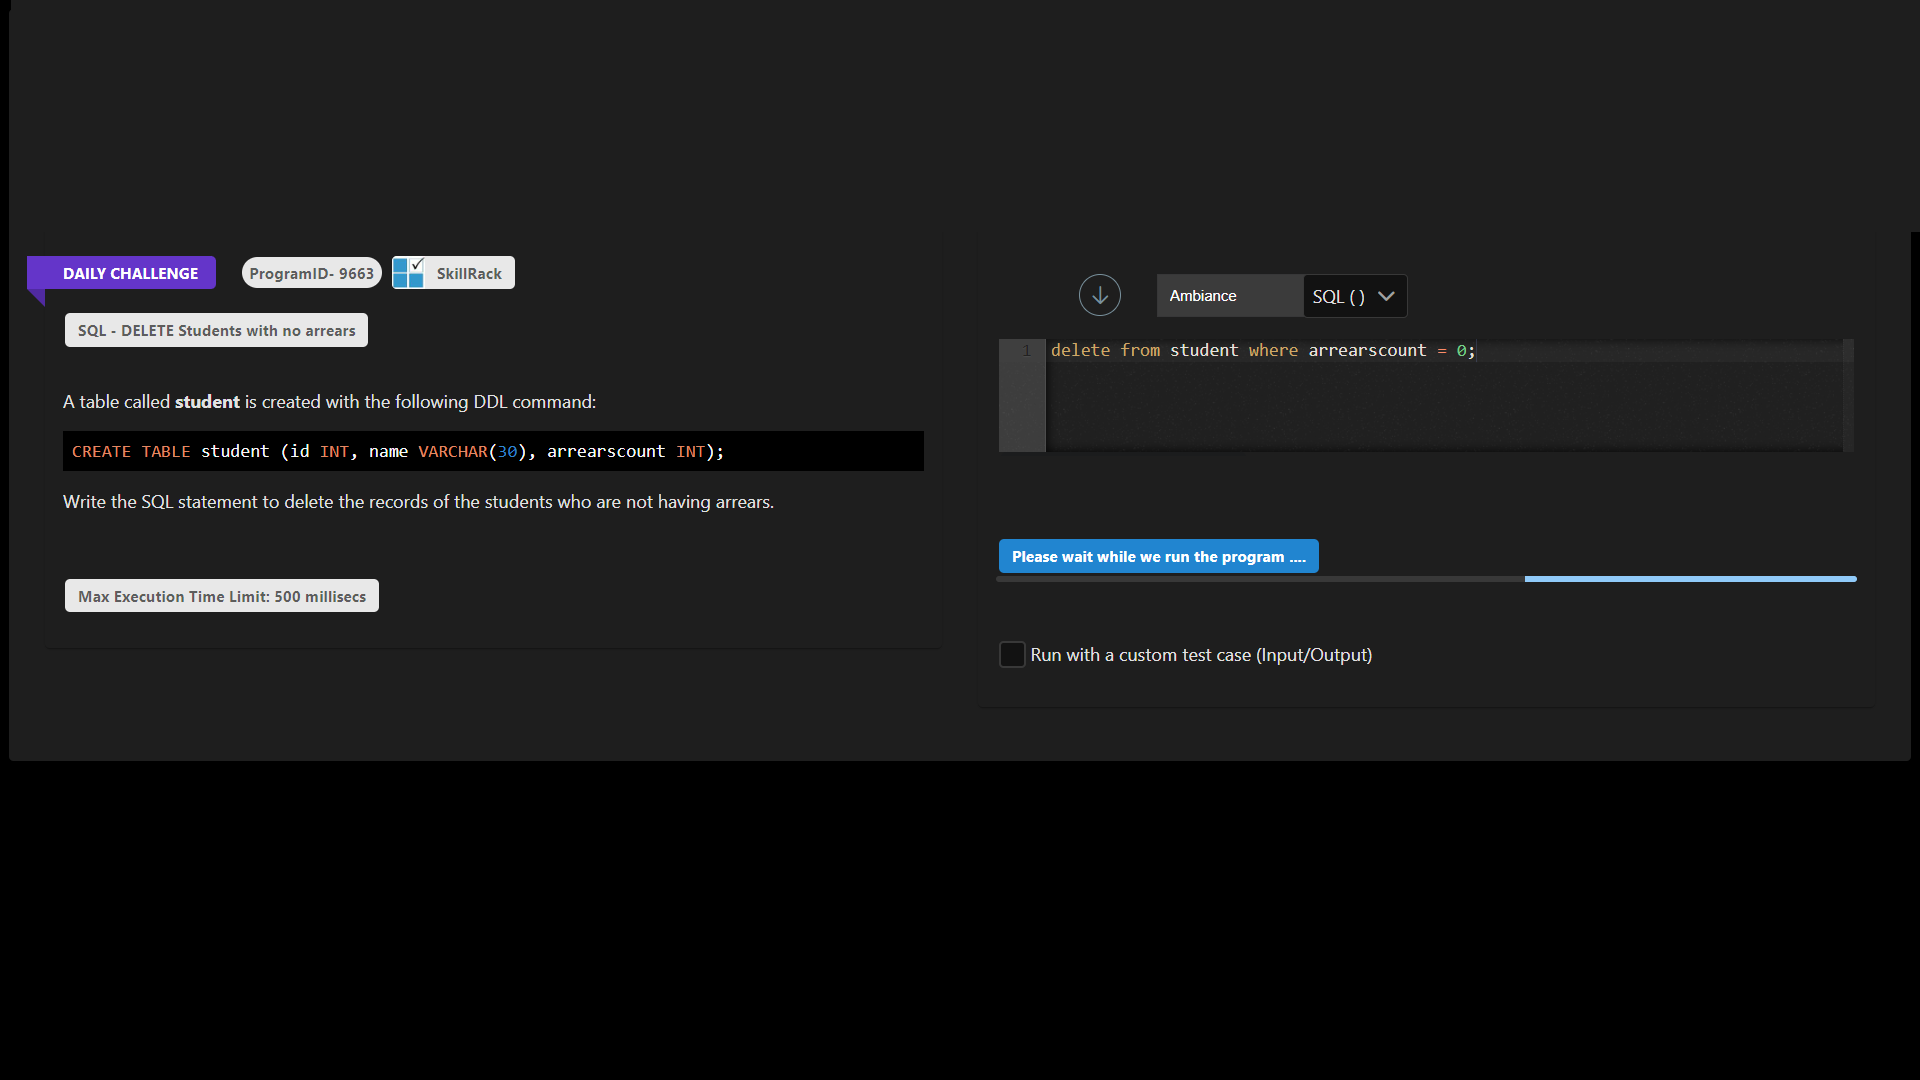 DAILY CHALLENGE
ProgramID- 9663
SkillRack
SQL - DELETE Students with no arrears
A table called student is created with the following DDL command:
CREATE TABLE student (id INT, name VARCHAR(30), arrearscount INT);
Write the SQL statement to delete the records of the students who are not having arrears.
Max Execution Time Limit: 500 millisecs
Ambiance
SQL ( )
1 delete from student where arrearscount = 0;
Please wait while we run the program ....
Run with a custom test case (Input/Output)